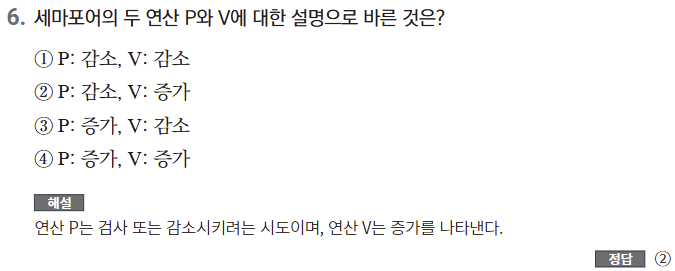 6. 세마포어의 두 연산 P와 V에 대한 설명으로 바른 것은?
① P: 감소, V: 감소
② P: 감소, V: 증가
③ P: 증가, V: 감소
④ P: 증가, V: 증가
해설
연산 P는 검사 또는 감소시키려는 시도이며, 연산 V는 증가를 나타낸다.
정답 ②